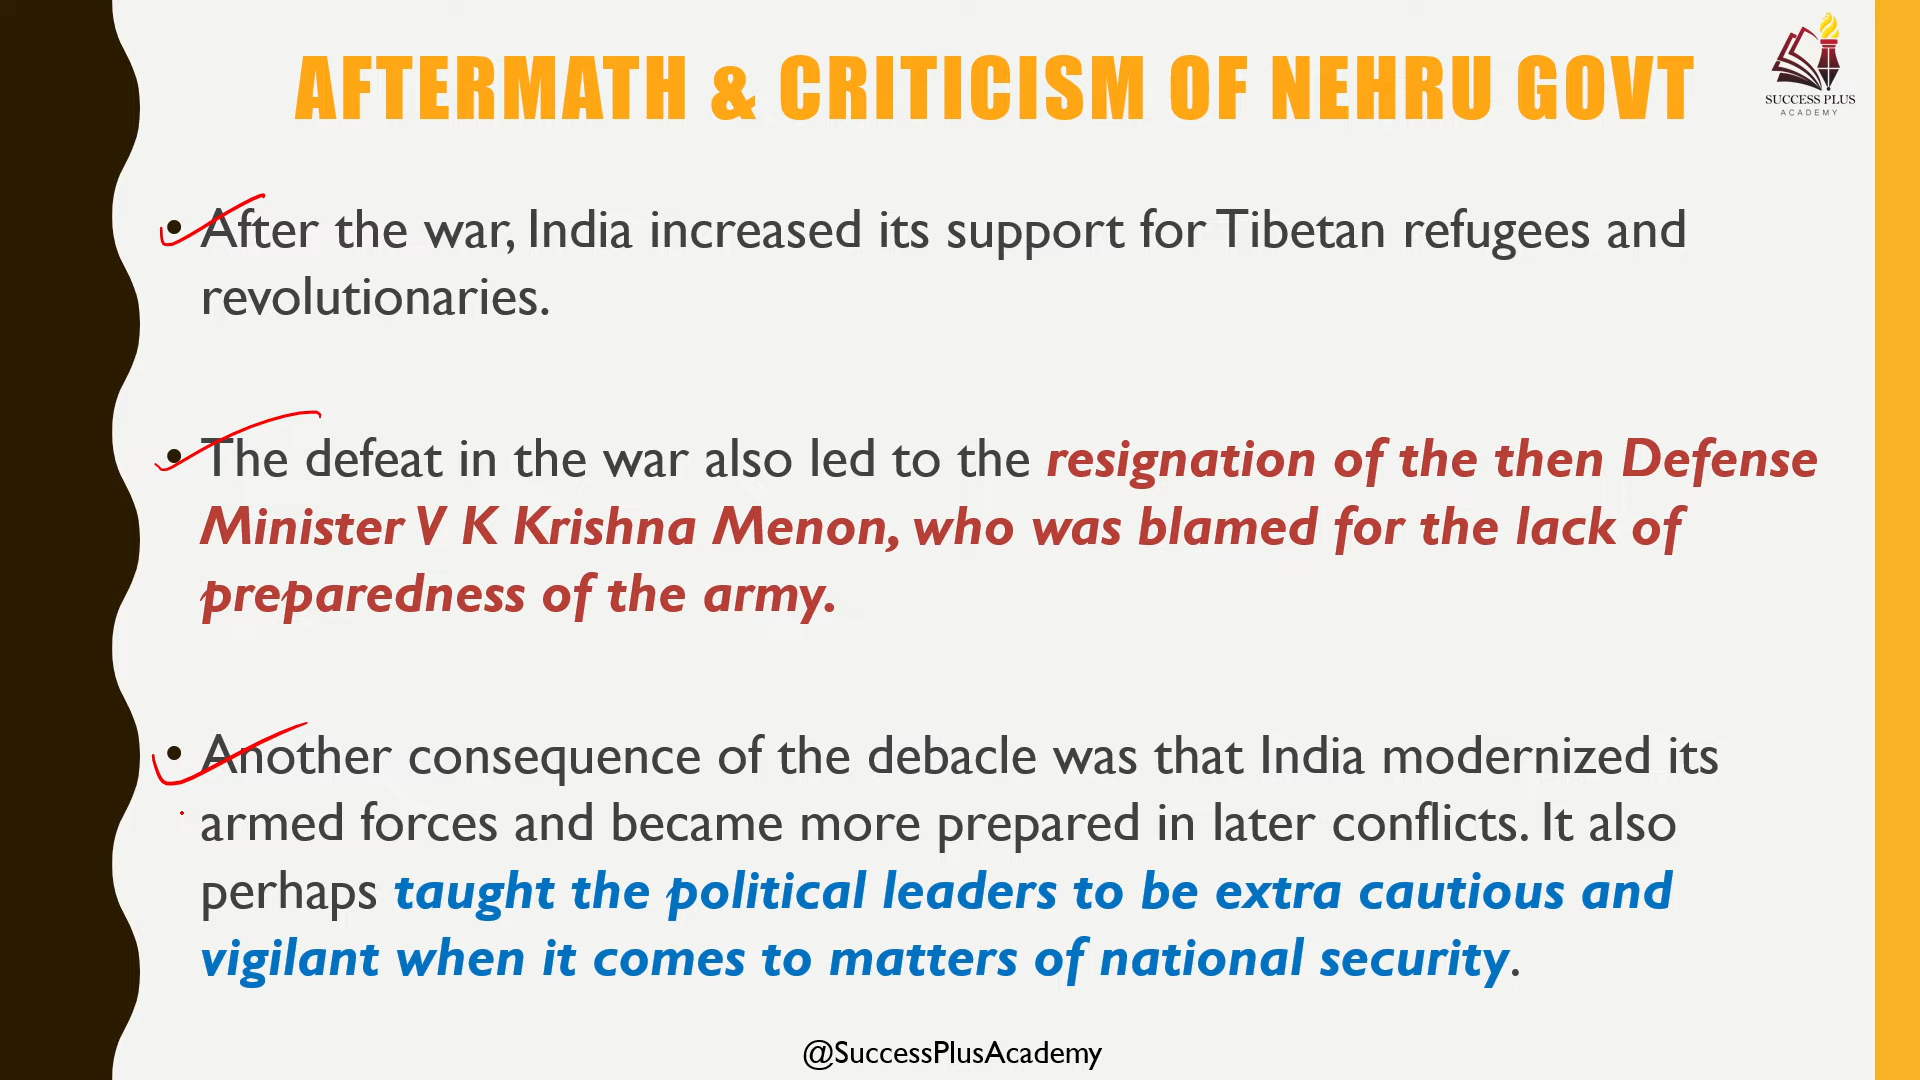 AFTERMATH & CRITICISM OF NEHRU GOVT
SUCCESS PLUS
ACADEMY
• After the war, India increased its support for Tibetan refugees and
revolutionaries.
• The defeat in the war also led to the resignation of the then Defense
Minister V K Krishna Menon, who was blamed for the lack of
preparedness of the army.
• Another consequence of the debacle was that India modernized its
armed forces and became more prepared in later conflicts. It also
perhaps taught the political leaders to be extra cautious and
vigilant when it comes to matters of national security.
@SuccessPlusAcademy